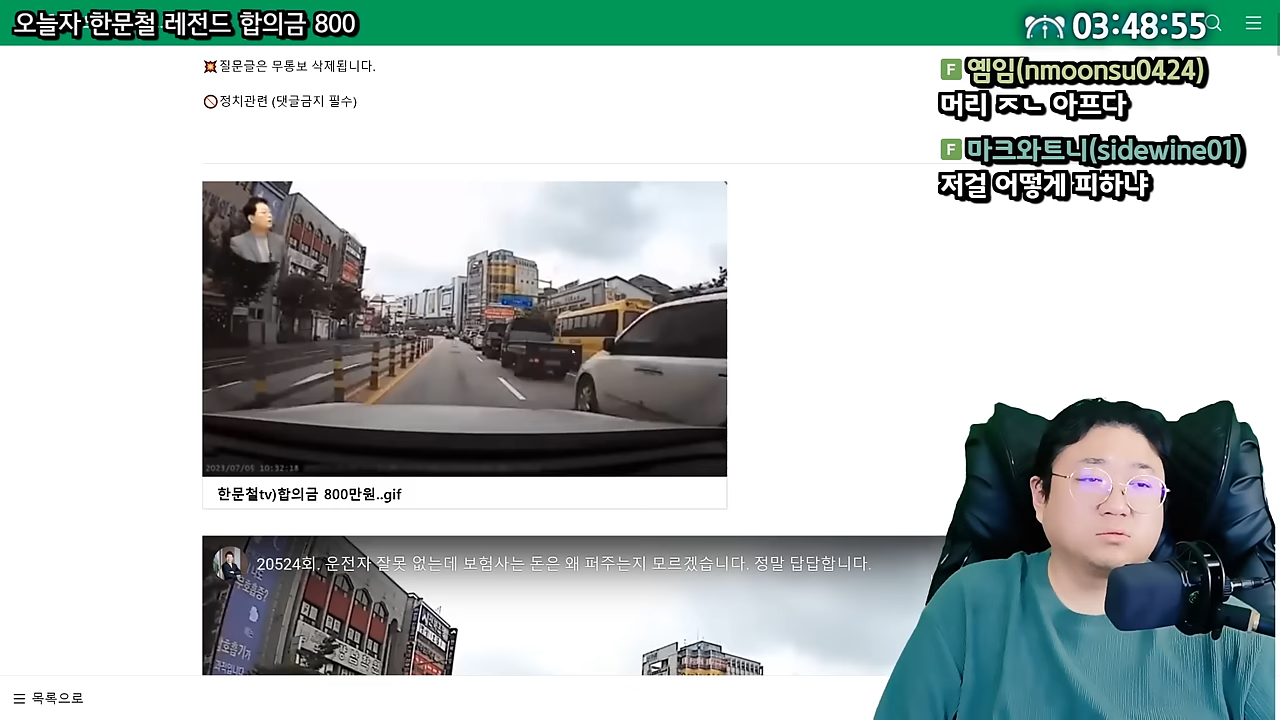 오늘자 한문철 레전드 합의금 800
03:48:55
질문글은 무통보 삭제됩니다.
정치관련 (댓글금지 필수)
F 옘임(nmoonsu0424)
머리 ㅈㄴ 아프다
F 마크와트니(sidewine01)
저걸 어떻게 피하냐
2023/07/05 10:32:18
한문철tv)합의금 800만원..gif
20524회. 운전자 잘못 없는데 보험사는 돈은 왜 퍼주는지 모르겠습니다. 정말 답답합니다.
목록으로